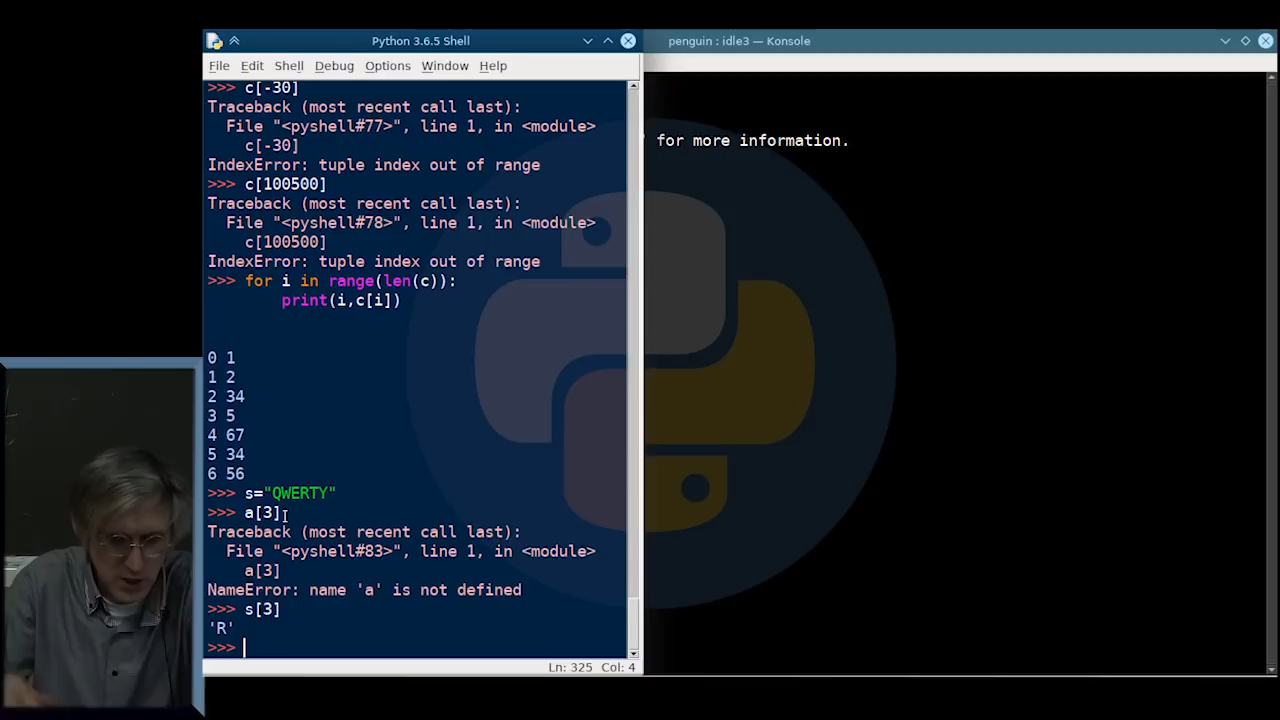 Python 3.6.5 Shell
penguin : idle3 — Konsole
File Edit Shell Debug Options Window Help
>>> c[-30]
Traceback (most recent call last):
  File "<pyshell#77>", line 1, in <module>
    c[-30]
IndexError: tuple index out of range
>>> c[100500]
Traceback (most recent call last):
  File "<pyshell#78>", line 1, in <module>
    c[100500]
IndexError: tuple index out of range
>>> for i in range(len(c)):
        print(i,c[i])
0 1
1 2
2 34
3 5
4 67
5 34
6 56
>>> s="QWERTY"
>>> a[3]
Traceback (most recent call last):
  File "<pyshell#83>", line 1, in <module>
    a[3]
NameError: name 'a' is not defined
>>> s[3]
'R'
>>>
Ln: 325 Col: 4
' for more information.